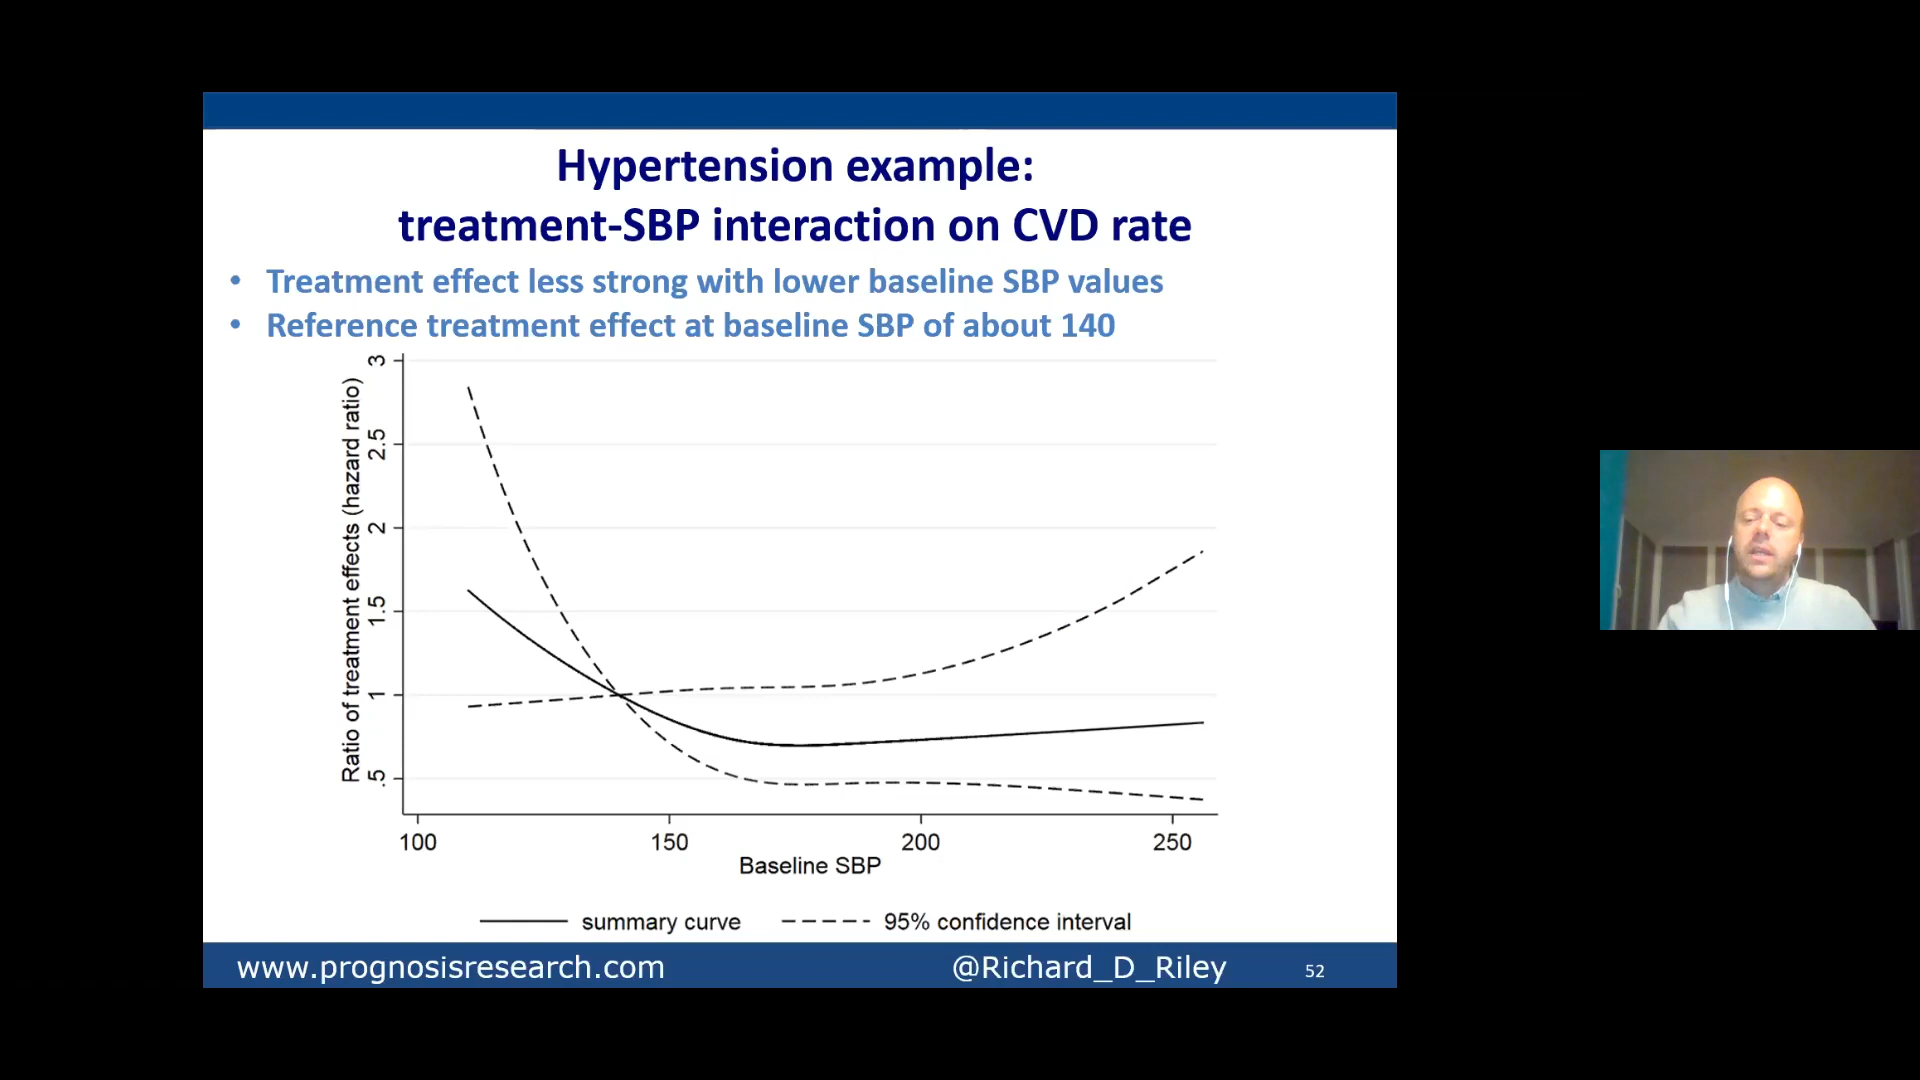 Hypertension example:
treatment-SBP interaction on CVD rate
• Treatment effect less strong with lower baseline SBP values
• Reference treatment effect at baseline SBP of about 140
Ratio of treatment effects (hazard ratio)
3
2.5
2
1.5
1
.5
100 150 200 250
Baseline SBP
summary curve 95% confidence interval
www.prognosisresearch.com @Richard_D_Riley 52